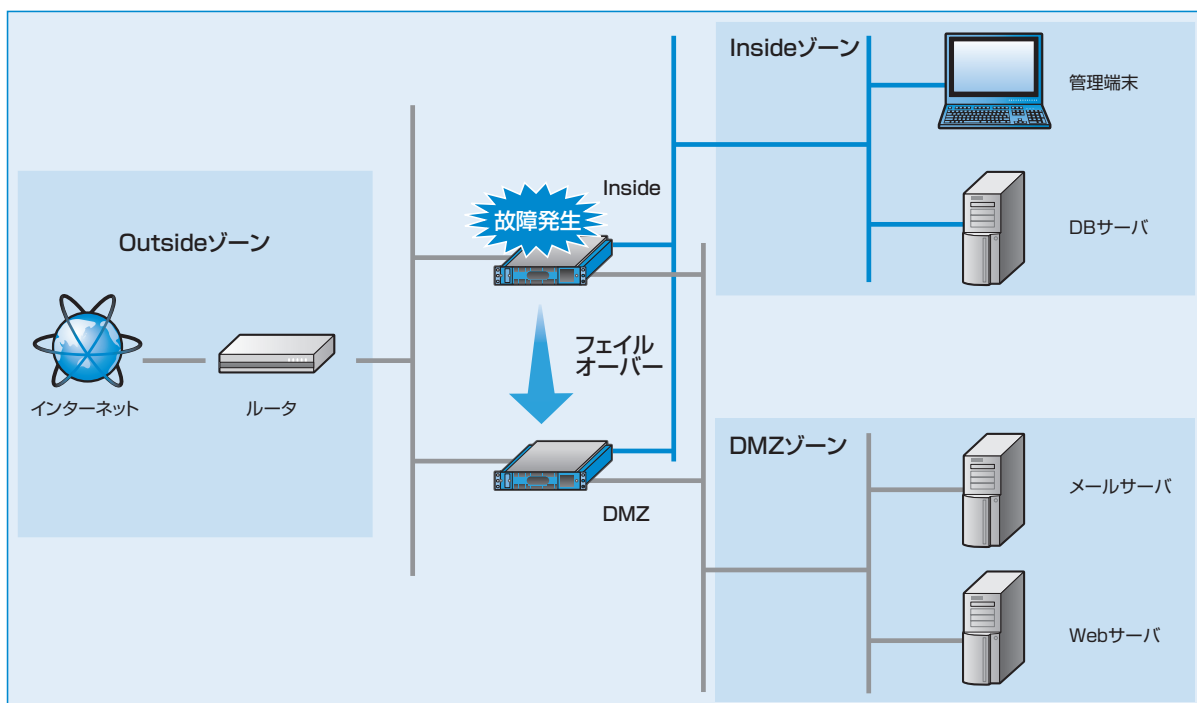 Outsideゾーン
インターネット
ルータ
Inside
故障発生
フェイル
オーバー
DMZ
Insideゾーン
管理端末
DBサーバ
DMZゾーン
メールサーバ
Webサーバ